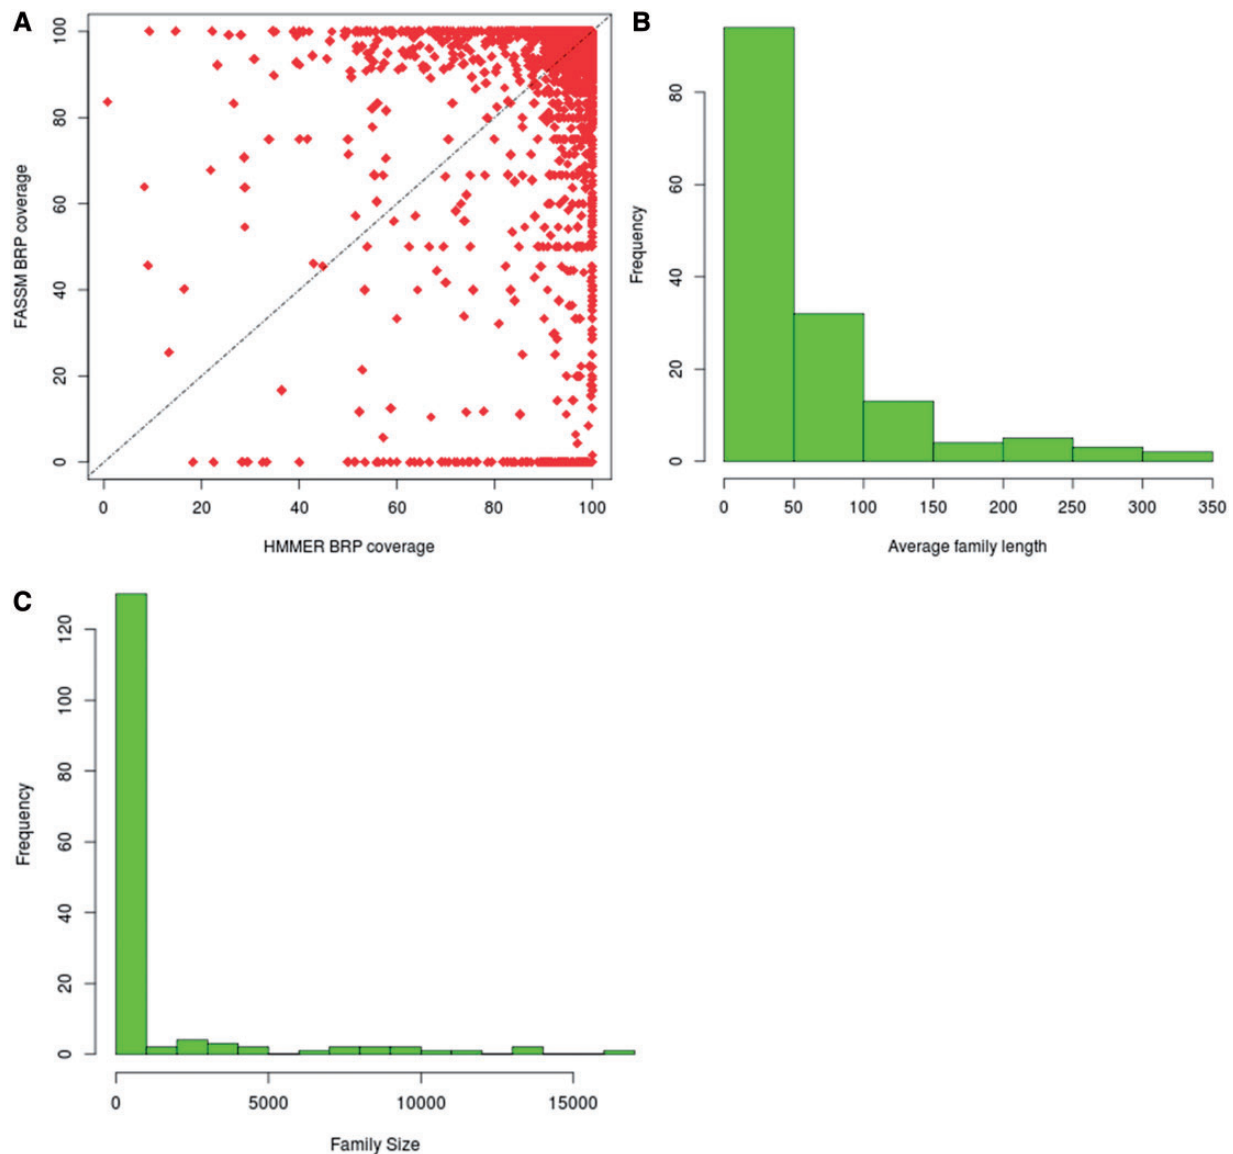 A
100
80
60
40
20
0
FASSM BRP coverage
0 20 40 60 80 100
HMMER BRP coverage
B
80
60
40
20
0
Frequency
0 50 100 150 200 250 300 350
Average family length
C
120
100
80
60
40
20
0
Frequency
0 5000 10000 15000
Family Size